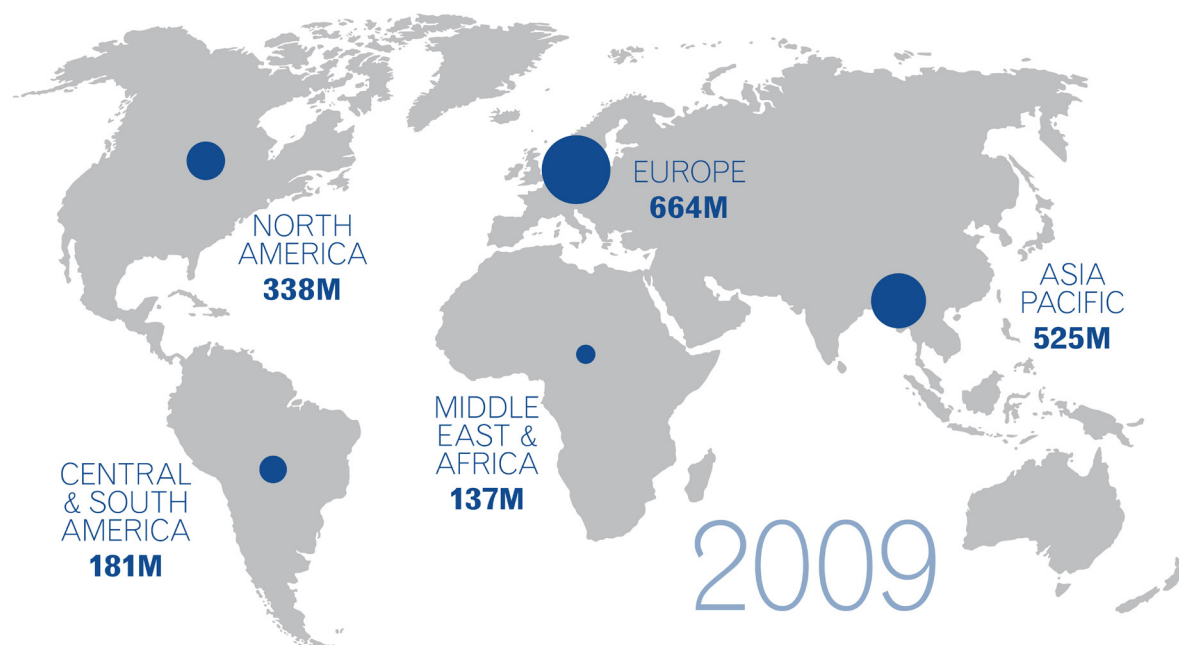 NORTH
AMERICA
338M
EUROPE
664M
ASIA
PACIFIC
525M
MIDDLE
EAST &
AFRICA
137M
CENTRAL
& SOUTH
AMERICA
181M
2009